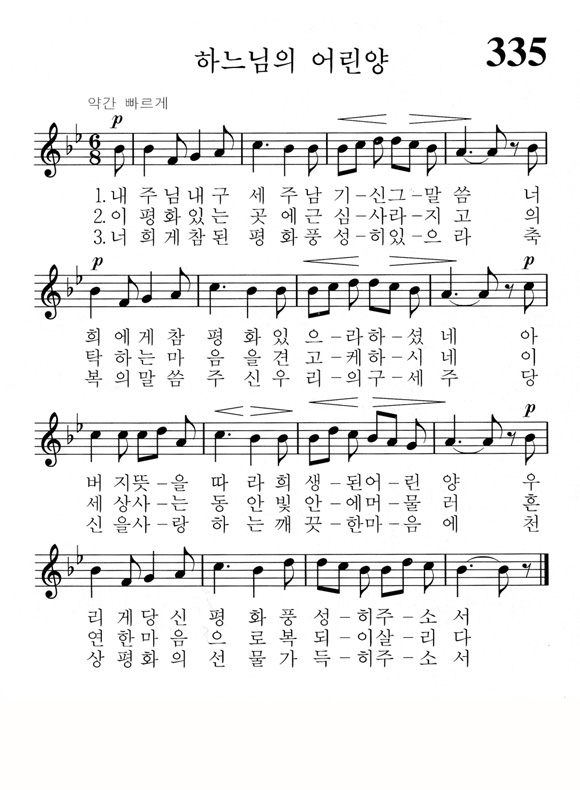 하느님의 어린양 335
약간 빠르게
p
1.내 주님내구 세주남 기-신그-말씀 너
2.이 평화있는 곳에근 심-사라-지고 의
3.너 희게참된 평화풍 성-히있-으라 축
p p
희에게참 평화있 으-라하-셨네 아
탁하는마 음을견 고-케하-시네 이
복의말씀 주신우 리-의구-세주 당
p
버지뜻-을 따라희 생-된어-린 양 우
세상사-는 동안빛 안-에머-물 러 흔
신을사-랑 하는깨 끗-한마-음 에 천
리게당신 평화풍 성-히주-소서
연한마음 으로복 되-이살-리다
상평화의 선물가 득-히주-소서